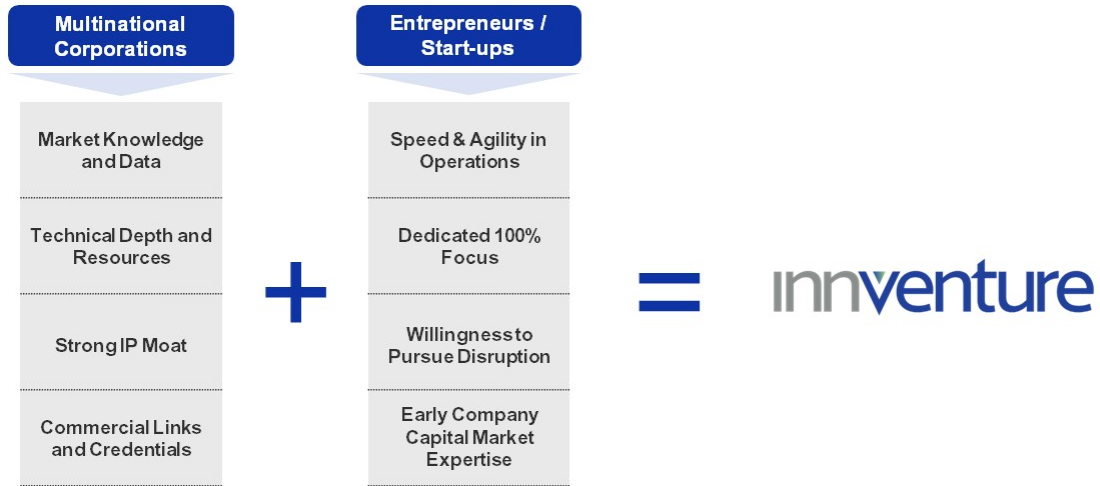 Multinational
Corporations
Market Knowledge
and Data
Technical Depth and
Resources
Strong IP Moat
Commercial Links
and Credentials
+
Entrepreneurs /
Start-ups
Speed & Agility in
Operations
Dedicated 100%
Focus
Willingness to
Pursue Disruption
Early Company
Capital Market
Expertise
=
innventure